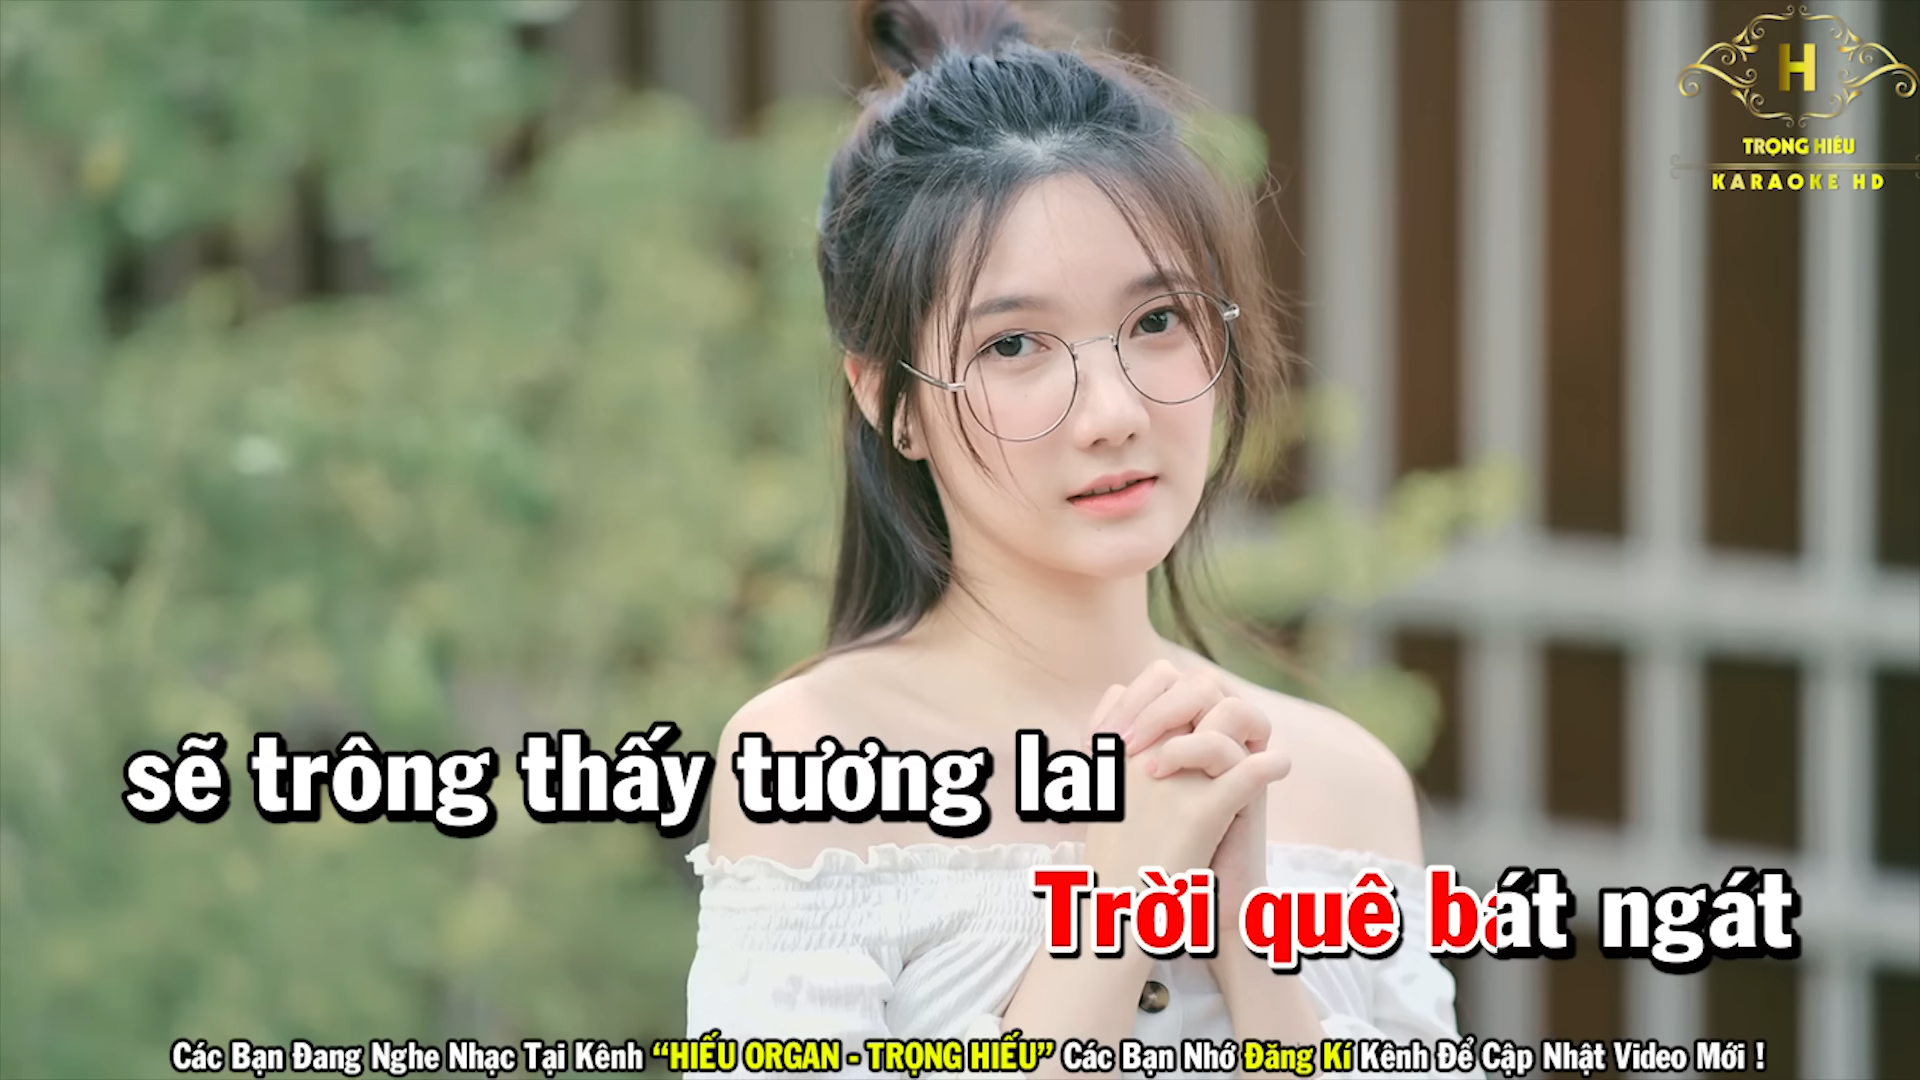 H
TRỌNG HIẾU
KARAOKE HD
sẽ trông thấy tương lai
Trời quê bát ngát
Các Bạn Đang Nghe Nhạc Tại Kênh “HIẾU ORGAN - TRỌNG HIẾU” Các Bạn Nhớ Đăng Kí Kênh Để Cập Nhật Video Mới !